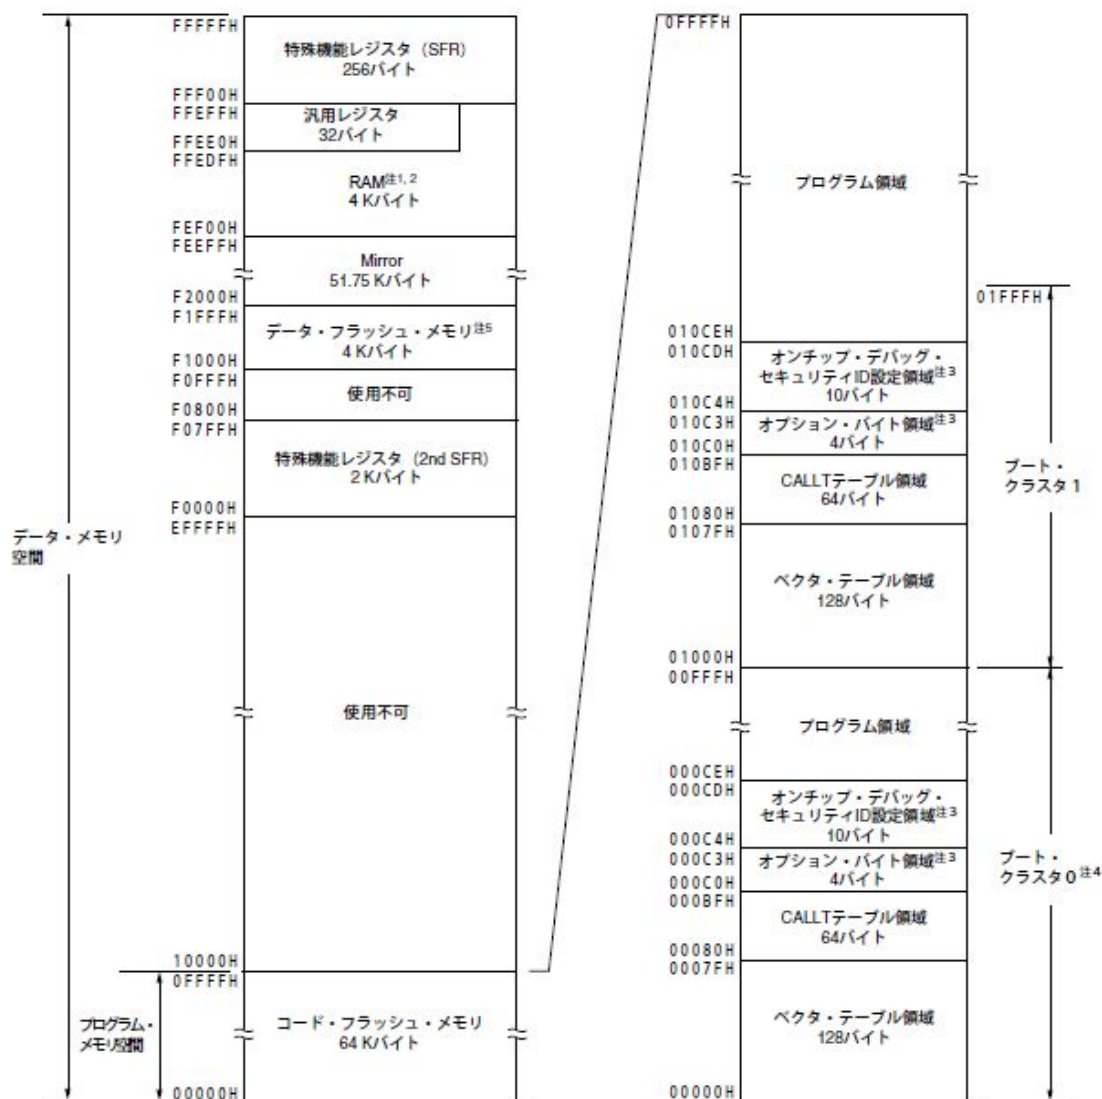 FFFFFH
特殊機能レジスタ (SFR)
256バイト
FFF00H
FFEFFH
汎用レジスタ
32バイト
FFEE0H
FFEDFH
RAM注1, 2
4 Kバイト
FEF00H
FEEFFH
Mirror
51.75 Kバイト
F2000H
F1FFFH
データ・フラッシュ・メモリ注5
4 Kバイト
F1000H
F0FFFH
使用不可
F0800H
F07FFH
特殊機能レジスタ (2nd SFR)
2 Kバイト
F0000H
EFFFFH
データ・メモリ
空間
使用不可
10000H
0FFFFH
プログラム・
メモリ空間
コード・フラッシュ・メモリ
64 Kバイト
00000H
0FFFFH
プログラム領域
01FFFH
010CEH
010CDH
オンチップ・デバッグ・
セキュリティID設定領域注3
10バイト
010C4H
010C3H
オプション・バイト領域注3
4バイト
010C0H
010BFH
CALLTテーブル領域
64バイト
01080H
0107FH
ブート・
クラスタ1
ベクタ・テーブル領域
128バイト
01000H
00FFFH
プログラム領域
000CEH
000CDH
オンチップ・デバッグ・
セキュリティID設定領域注3
10バイト
000C4H
000C3H
オプション・バイト領域注3
4バイト
000C0H
000BFH
ブート・
クラスタ0注4
CALLTテーブル領域
64バイト
00080H
0007FH
ベクタ・テーブル領域
128バイト
00000H